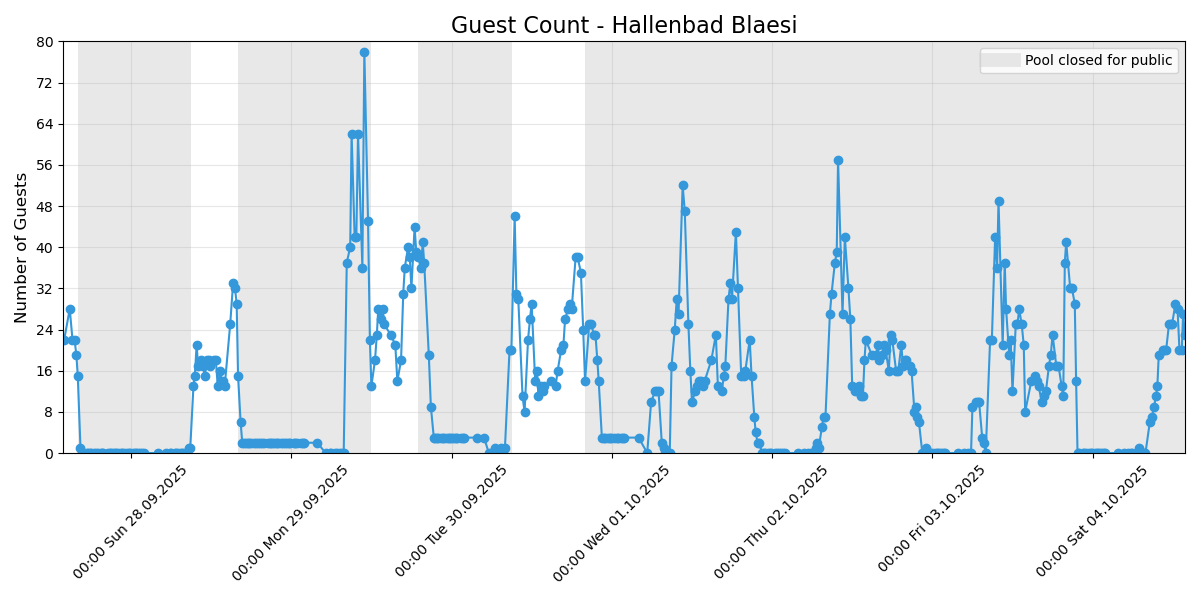 Guest Count - Hallenbad Blaesi
Pool closed for public
Number of Guests
80
72
64
56
48
40
32
24
16
8
0
00:00 Sun 28.09.2025
00:00 Mon 29.09.2025
00:00 Tue 30.09.2025
00:00 Wed 01.10.2025
00:00 Thu 02.10.2025
00:00 Fri 03.10.2025
00:00 Sat 04.10.2025